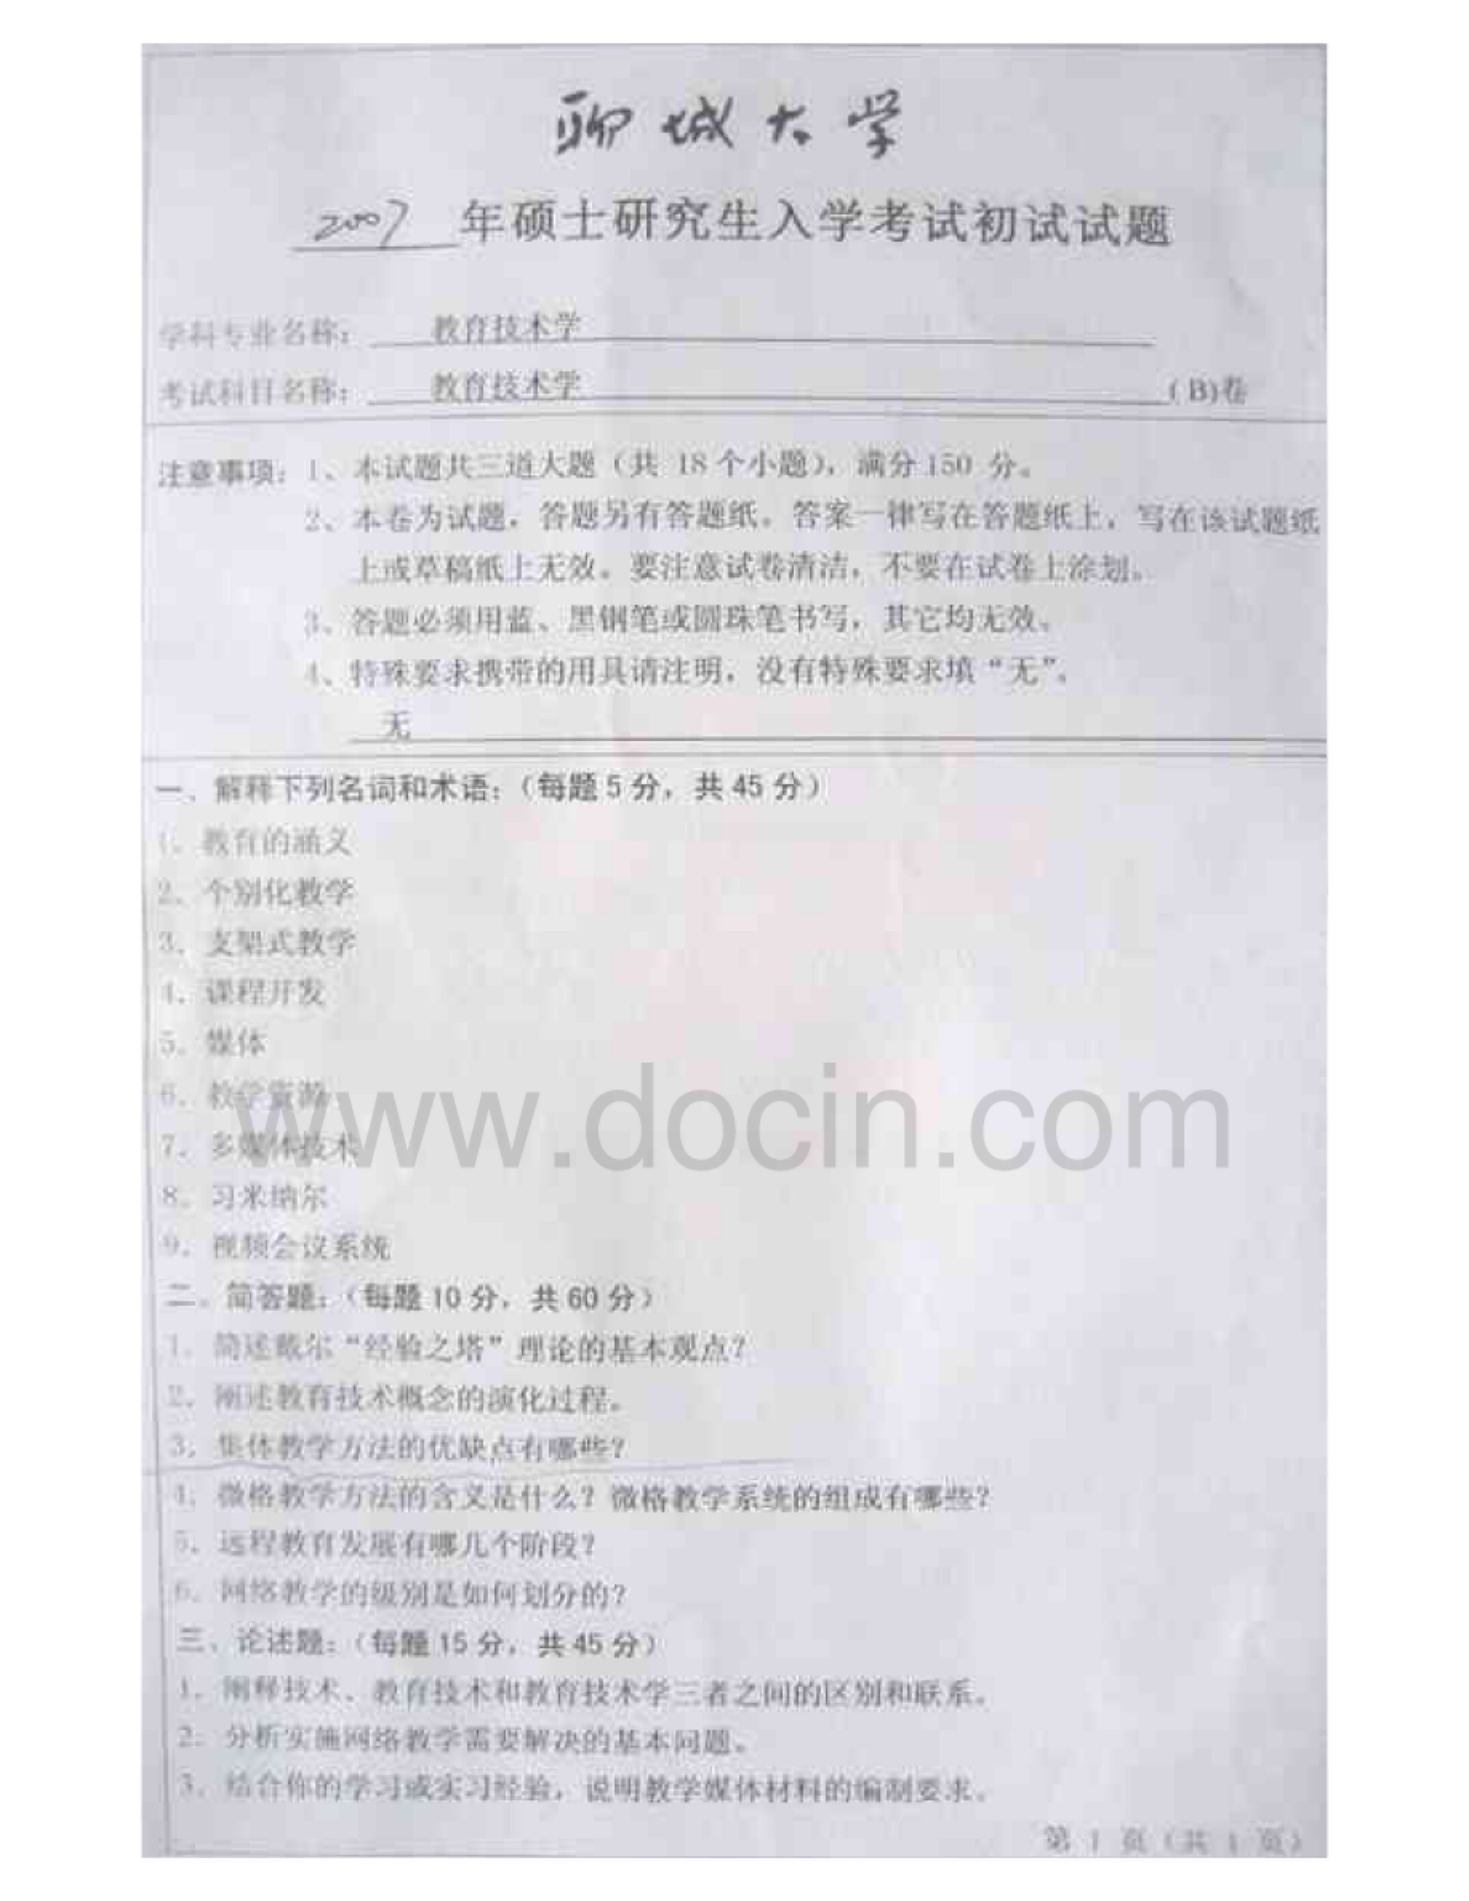 聊城大学
2007 年硕士研究生入学考试初试试题
学科专业名称： 教育技术学
考试科目名称： 教育技术学 （B)卷
注意事项：1、本试题共三道大题（共 18 个小题），满分 150 分。
2、本卷为试题，答题另有答题纸。答案一律写在答题纸上，写在该试题纸
上或草稿纸上无效。要注意试卷清洁，不要在试卷上涂划。
3、答题必须用蓝、黑钢笔或圆珠笔书写，其它均无效。
4、特殊要求携带的用具请注明，没有特殊要求填“无”。
无
一、解释下列名词和术语：（每题 5 分，共 45 分）
1. 教育的涵义
2. 个别化教学
3. 支架式教学
4. 课程开发
5. 媒体
6. 教学资源
7. 多媒体技术
www.docin.com
8. 习米纳尔
9. 视频会议系统
二、简答题：（每题 10 分，共 60 分）
1. 简述戴尔“经验之塔”理论的基本观点？
2. 阐述教育技术概念的演化过程。
3. 集体教学方法的优缺点有哪些？
4. 微格教学方法的含义是什么？微格教学系统的组成有哪些？
5. 远程教育发展有哪几个阶段？
6. 网络教学的级别是如何划分的？
三、论述题：（每题 15 分，共 45 分）
1. 阐释技术、教育技术和教育技术学三者之间的区别和联系。
2. 分析实施网络教学需要解决的基本问题。
3. 结合你的学习或实习经验，说明教学媒体材料的编制要求。
第 1 页（共 1 页）